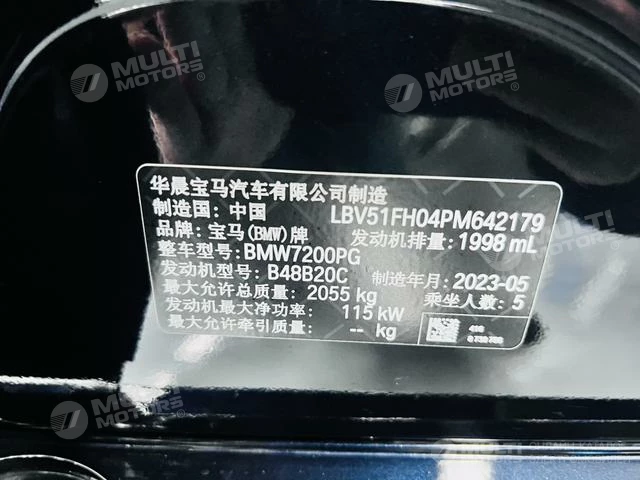 MULTI MOTORS
MULTI MOTORS
MULTI MOTORS
华晨宝马汽车有限公司制造
制造国: 中国 LBV51FH04PM642179
品牌: 宝马(BMW)牌 发动机排量: 1998 mL
整车型号: BMW7200PG
发动机型号: B48B20C 制造年月: 2023-05
最大允许总质量: 2055 kg 乘坐人数: 5
发动机最大净功率: 115 kW
最大允许牵引质量: -- kg
MULTI MOTORS
MULTI